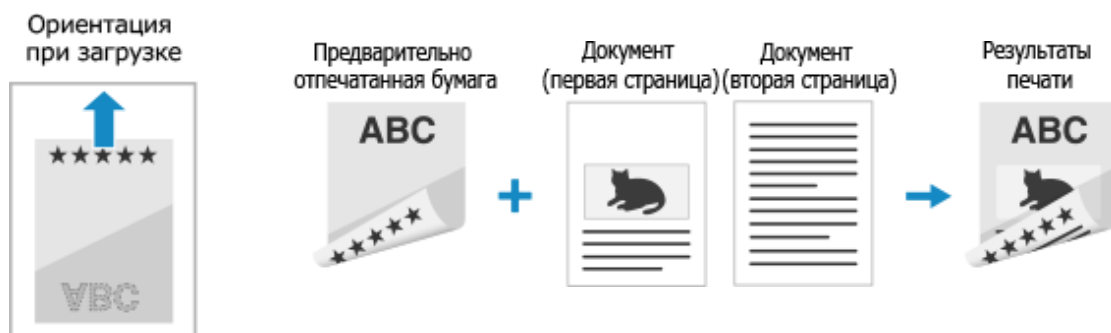 Ориентация
при загрузке
★★★★★
ABC
Предварительно
отпечатанная бумага
ABC
★★★★★
+
Документ
(первая страница)
Документ
(вторая страница)
Результаты
печати
ABC
★★★★★